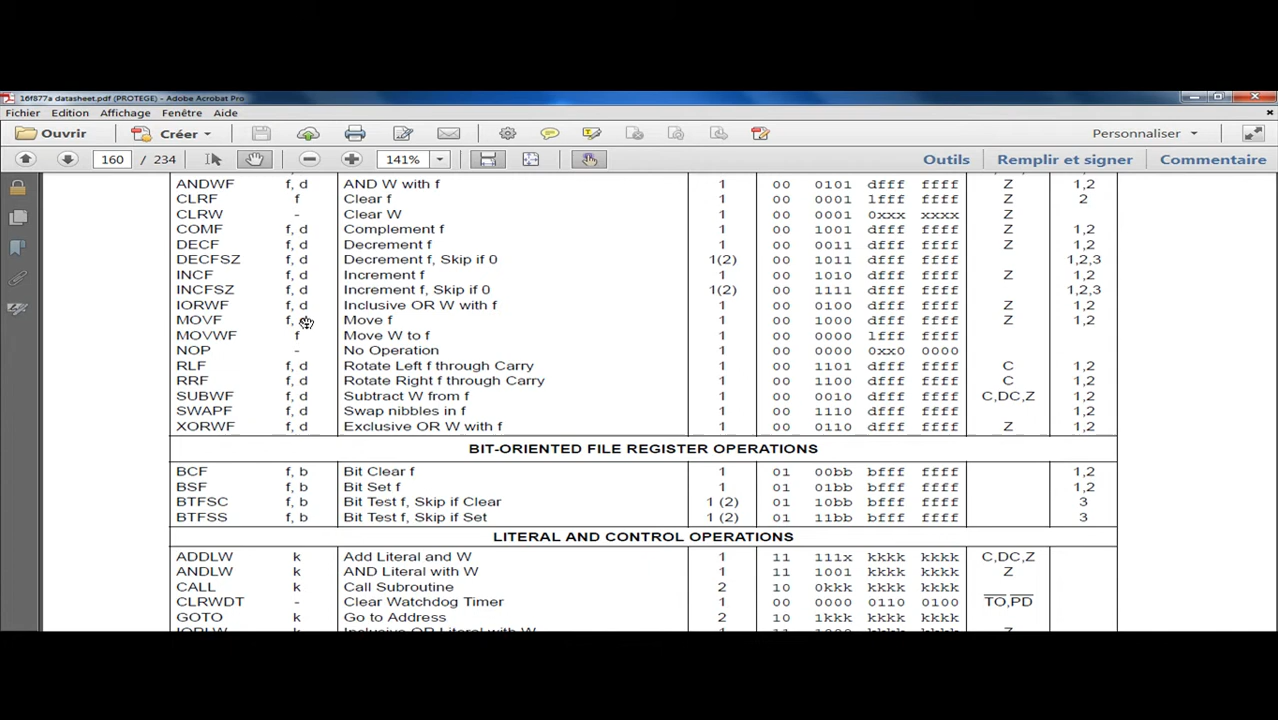 16f877a datasheet.pdf (PROTEGE) - Adobe Acrobat Pro
Fichier Edition Affichage Fenêtre Aide
Ouvrir Créer Personnaliser
160 / 234 141% Outils Remplir et signer Commentaire
ANDWF f, d AND W with f 1 00 0101 dfff ffff Z 1,2
CLRF f Clear f 1 00 0001 lfff ffff Z 2
CLRW - Clear W 1 00 0001 0xxx xxxx Z
COMF f, d Complement f 1 00 1001 dfff ffff Z 1,2
DECF f, d Decrement f 1 00 0011 dfff ffff Z 1,2
DECFSZ f, d Decrement f, Skip if 0 1(2) 00 1011 dfff ffff 1,2,3
INCF f, d Increment f 1 00 1010 dfff ffff Z 1,2
INCFSZ f, d Increment f, Skip if 0 1(2) 00 1111 dfff ffff 1,2,3
IORWF f, d Inclusive OR W with f 1 00 0100 dfff ffff Z 1,2
MOVF f, d Move f 1 00 1000 dfff ffff Z 1,2
MOVWF f Move W to f 1 00 0000 lfff ffff
NOP - No Operation 1 00 0000 0xx0 0000
RLF f, d Rotate Left f through Carry 1 00 1101 dfff ffff C 1,2
RRF f, d Rotate Right f through Carry 1 00 1100 dfff ffff C 1,2
SUBWF f, d Subtract W from f 1 00 0010 dfff ffff C,DC,Z 1,2
SWAPF f, d Swap nibbles in f 1 00 1110 dfff ffff 1,2
XORWF f, d Exclusive OR W with f 1 00 0110 dfff ffff Z 1,2
BIT-ORIENTED FILE REGISTER OPERATIONS
BCF f, b Bit Clear f 1 01 00bb bfff ffff 1,2
BSF f, b Bit Set f 1 01 01bb bfff ffff 1,2
BTFSC f, b Bit Test f, Skip if Clear 1 (2) 01 10bb bfff ffff 3
BTFSS f, b Bit Test f, Skip if Set 1 (2) 01 11bb bfff ffff 3
LITERAL AND CONTROL OPERATIONS
ADDLW k Add Literal and W 1 11 111x kkkk kkkk C,DC,Z
ANDLW k AND Literal with W 1 11 1001 kkkk kkkk Z
CALL k Call Subroutine 2 10 0kkk kkkk kkkk
CLRWDT - Clear Watchdog Timer 1 00 0000 0110 0100 TO,PD
GOTO k Go to Address 2 10 1kkk kkkk kkkk